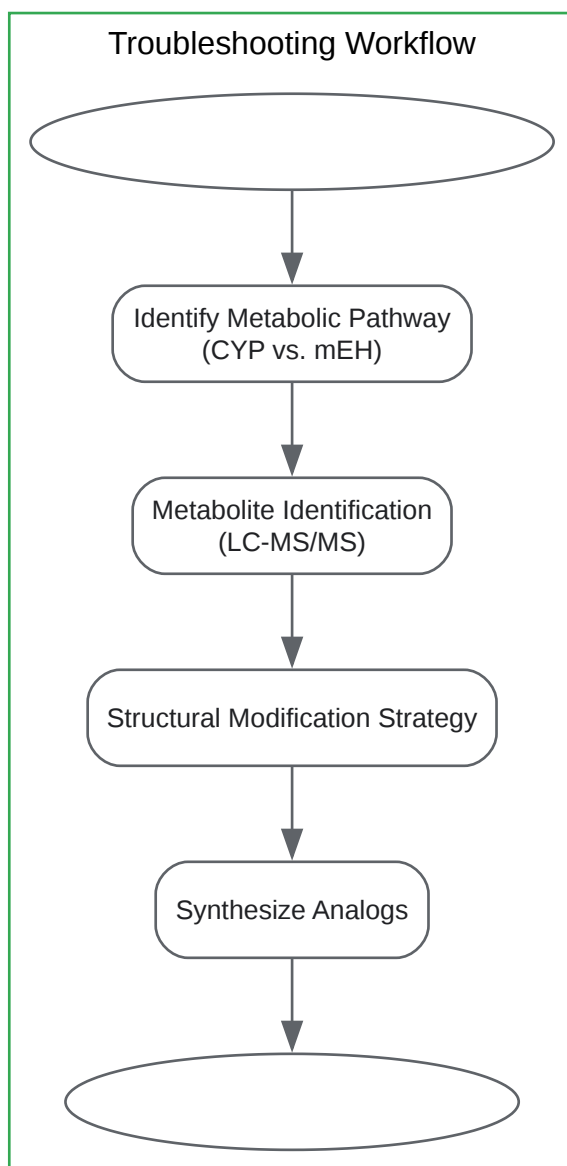 Troubleshooting Workflow
Identify Metabolic Pathway
(CYP vs. mEH)
Metabolite Identification
(LC-MS/MS)
Structural Modification Strategy
Synthesize Analogs